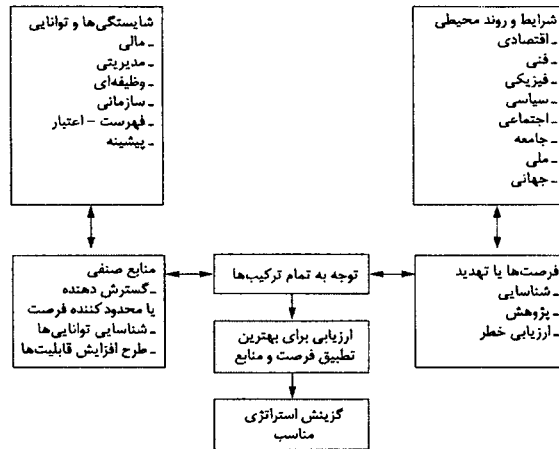 شرایط و روند محیطی
ـ اقتصادی
ـ فنی
ـ فیزیکی
ـ سیاسی
ـ اجتماعی
ـ جامعه
ـ ملی
ـ جهانی
شایستگی‌ها و توانایی
ـ مالی
ـ مدیریتی
ـ وظیفه‌ای
ـ سازمانی
ـ فهرست – اعتبار
ـ پیشینه
فرصت‌ها یا تهدید
ـ شناسایی
ـ پژوهش
ـ ارزیابی خطر
توجه به تمام ترکیب‌ها
منابع صنفی
ـ گسترش دهنده
یا محدود کننده فرصت
ـ شناسایی توانایی‌ها
ـ طرح افزایش قابلیت‌ها
ارزیابی برای بهترین
تطبیق فرصت و منابع
گزینش استراتژی
مناسب